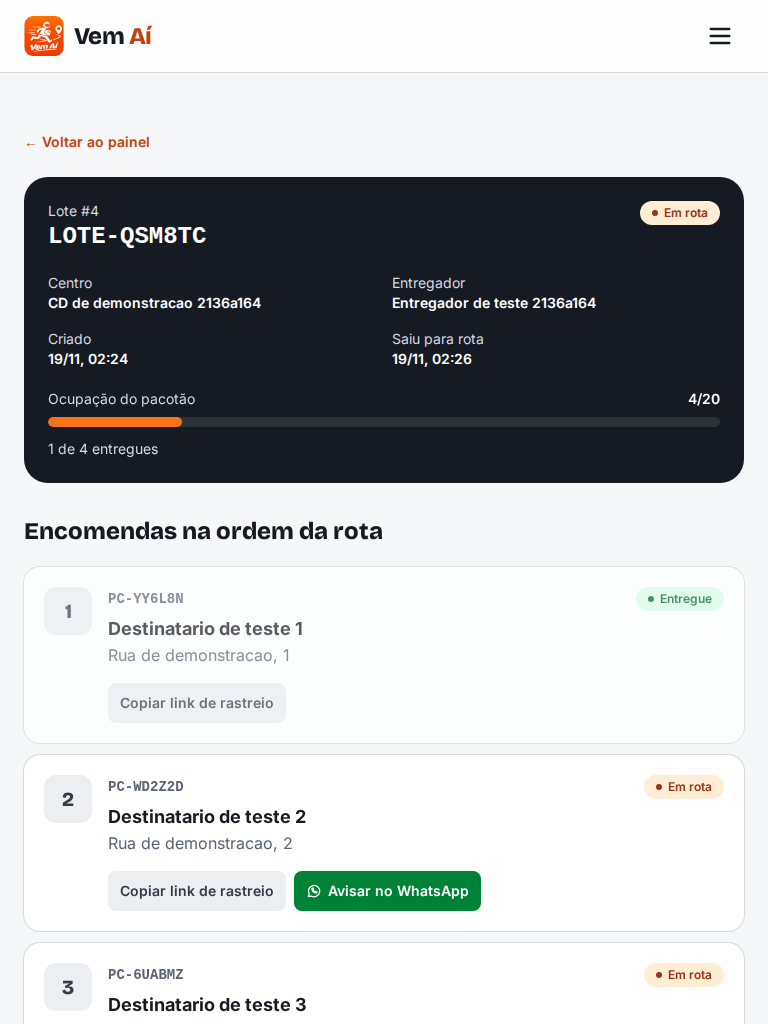 Vem Aí
Vem Aí
← Voltar ao painel
Lote #4
Em rota
LOTE-QSM8TC
Centro
CD de demonstracao 2136a164
Entregador
Entregador de teste 2136a164
Criado
19/11, 02:24
Saiu para rota
19/11, 02:26
Ocupação do pacotão
4/20
1 de 4 entregues
Encomendas na ordem da rota
1
PC-YY6L8N
Entregue
Destinatario de teste 1
Rua de demonstracao, 1
Copiar link de rastreio
2
PC-WD2Z2D
Em rota
Destinatario de teste 2
Rua de demonstracao, 2
Copiar link de rastreio
Avisar no WhatsApp
3
PC-6UABMZ
Em rota
Destinatario de teste 3